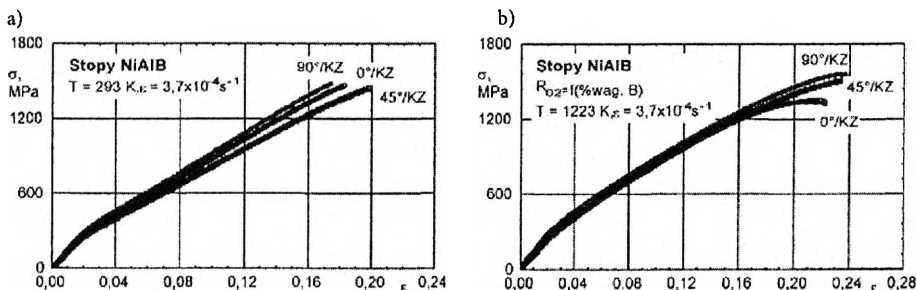 a)
1800
σ,
MPa
1200
600
0
Stopy NiAlB
T = 293 K, ε = 3,7x10⁻⁴s⁻¹
90°/KZ
0°/KZ
45°/KZ
0,00 0,04 0,08 0,12 0,16 0,20 ε 0,24
b)
1800
σ,
MPa
1200
600
0
Stopy NiAlB
R₀₂=f(%wag. B)
T = 1223 K, ε = 3,7x10⁻⁴s⁻¹
90°/KZ
45°/KZ
0°/KZ
0,00 0,04 0,08 0,12 0,16 0,20 0,24 ε 0,28